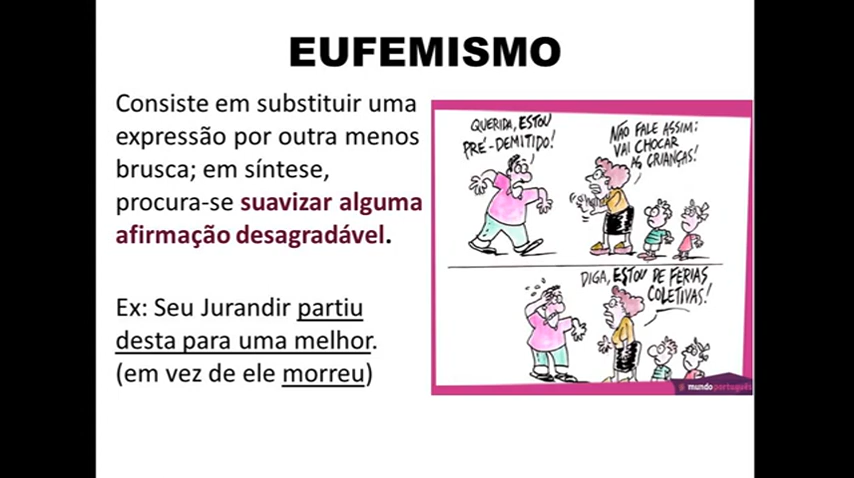 EUFEMISMO
Consiste em substituir uma
expressão por outra menos
brusca; em síntese,
procura-se suavizar alguma
afirmação desagradável.
Ex: Seu Jurandir partiu
desta para uma melhor.
(em vez de ele morreu)
QUERIDA, ESTOU
PRÉ-DEMITIDO!
NÃO FALE ASSIM:
VAI CHOCAR
AS CRIANÇAS!
DIGA, ESTOU DE FÉRIAS
COLETIVAS!
mundoportuguês